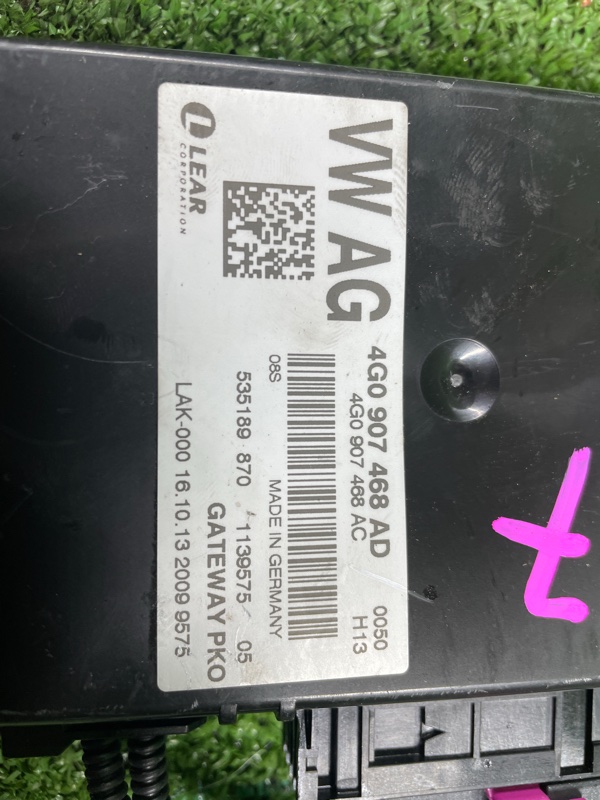 VW AG
4G0 907 468 AD
0050
4G0 907 468 AC
H13
LEAR
CORPORATION
08S
MADE IN GERMANY
535189 870
1139575
05
GATEWAY PKO
LAK-000 16.10.13 2009 9575
7